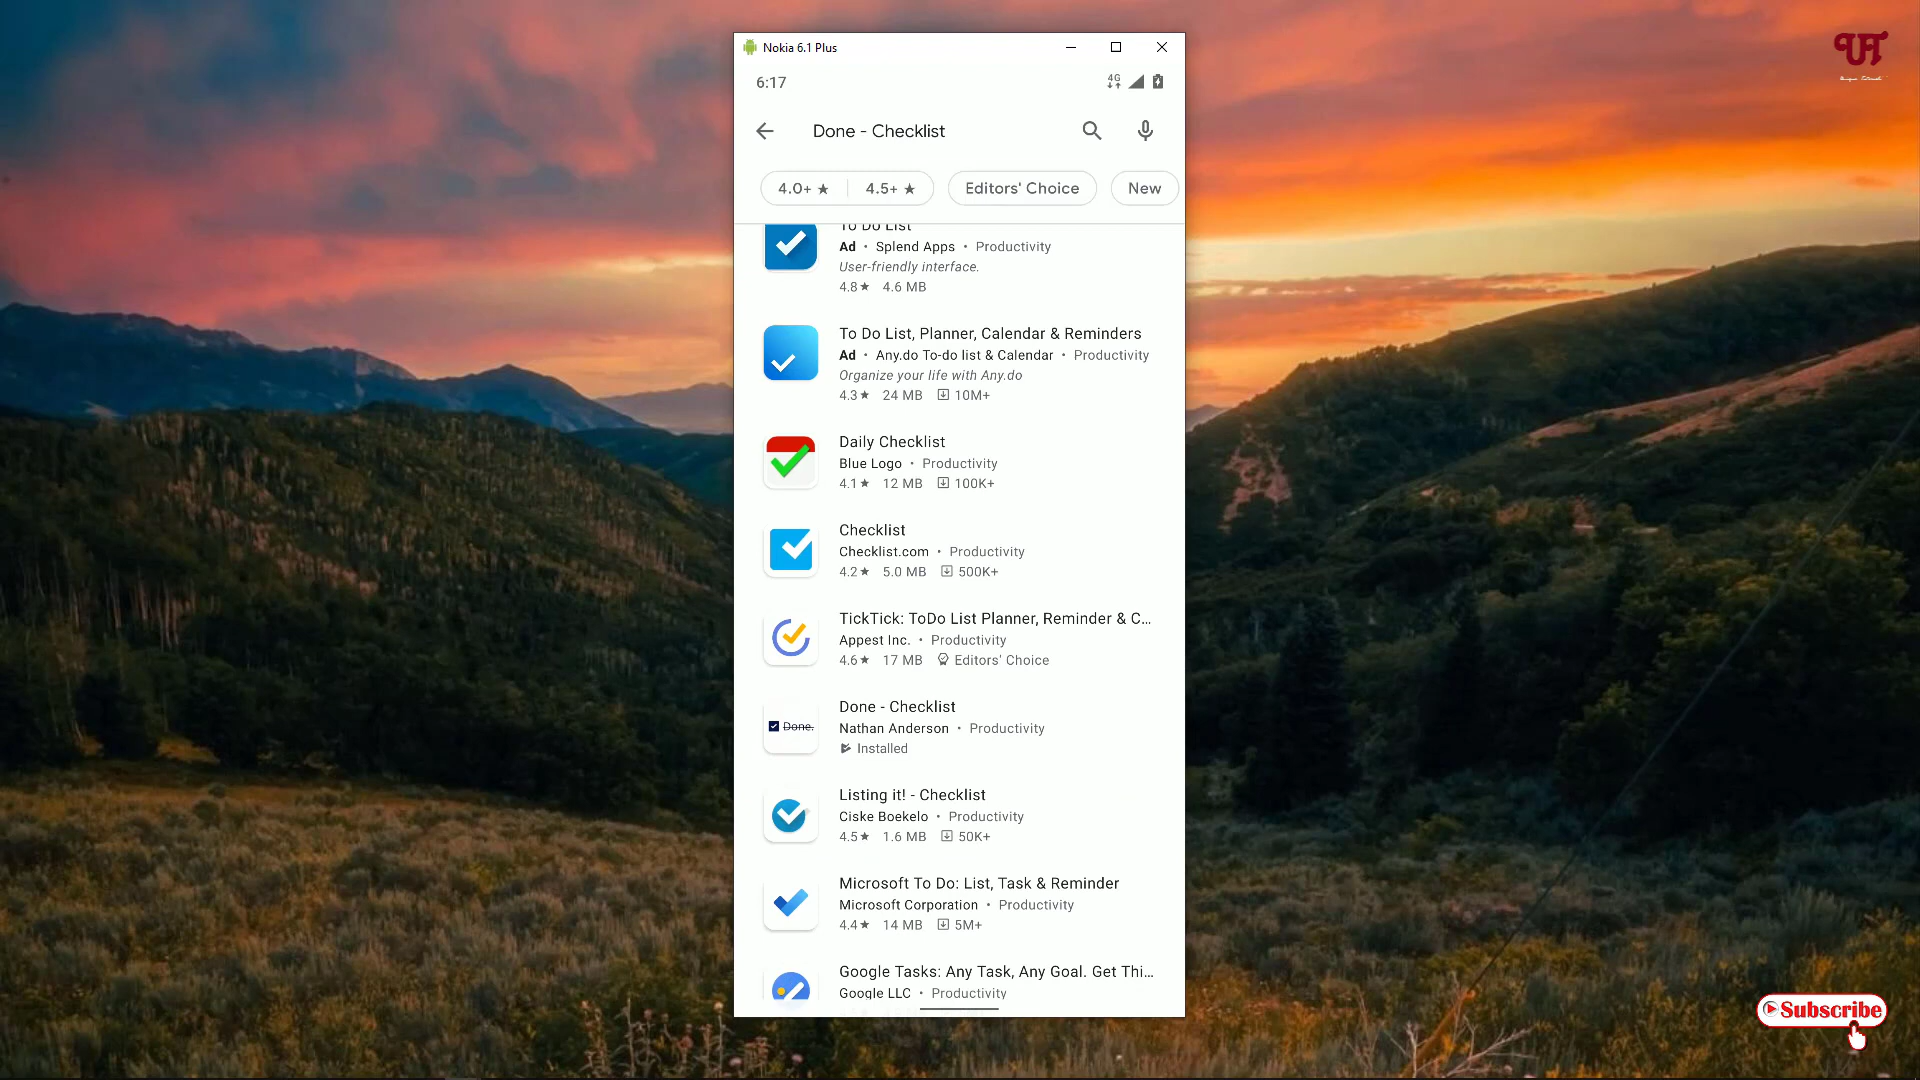 Nokia 6.1 Plus
6:17
4G
Done - Checklist
4.0+ ★ 4.5+ ★ Editors' Choice New
To Do List
Ad • Splend Apps • Productivity
User-friendly interface.
4.8★ 4.6 MB
To Do List, Planner, Calendar & Reminders
Ad • Any.do To-do list & Calendar • Productivity
Organize your life with Any.do
4.3★ 24 MB 10M+
Daily Checklist
Blue Logo • Productivity
4.1★ 12 MB 100K+
Checklist
Checklist.com • Productivity
4.2★ 5.0 MB 500K+
TickTick: ToDo List Planner, Reminder & C...
Appest Inc. • Productivity
4.6★ 17 MB Editors' Choice
Done.
Done - Checklist
Nathan Anderson • Productivity
Installed
Listing it! - Checklist
Ciske Boekelo • Productivity
4.5★ 1.6 MB 50K+
Microsoft To Do: List, Task & Reminder
Microsoft Corporation • Productivity
4.4★ 14 MB 5M+
Google Tasks: Any Task, Any Goal. Get Thi...
Google LLC • Productivity
Subscribe